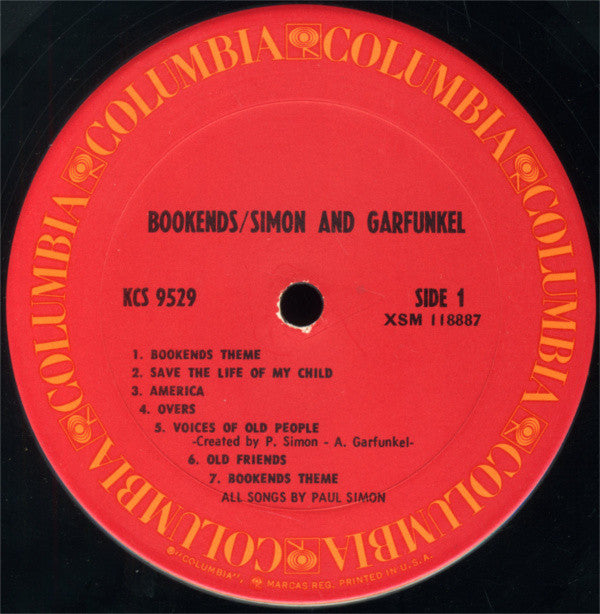 COLUMBIA COLUMBIA COLUMBIA COLUMBIA COLUMBIA COLUMBIA
BOOKENDS/SIMON AND GARFUNKEL
KCS 9529
SIDE 1
XSM 118887
1. BOOKENDS THEME
2. SAVE THE LIFE OF MY CHILD
3. AMERICA
4. OVERS
5. VOICES OF OLD PEOPLE
-Created by P. Simon - A. Garfunkel-
6. OLD FRIENDS
7. BOOKENDS THEME
ALL SONGS BY PAUL SIMON
®"COLUMBIA", MARCAS REG. PRINTED IN U.S.A.